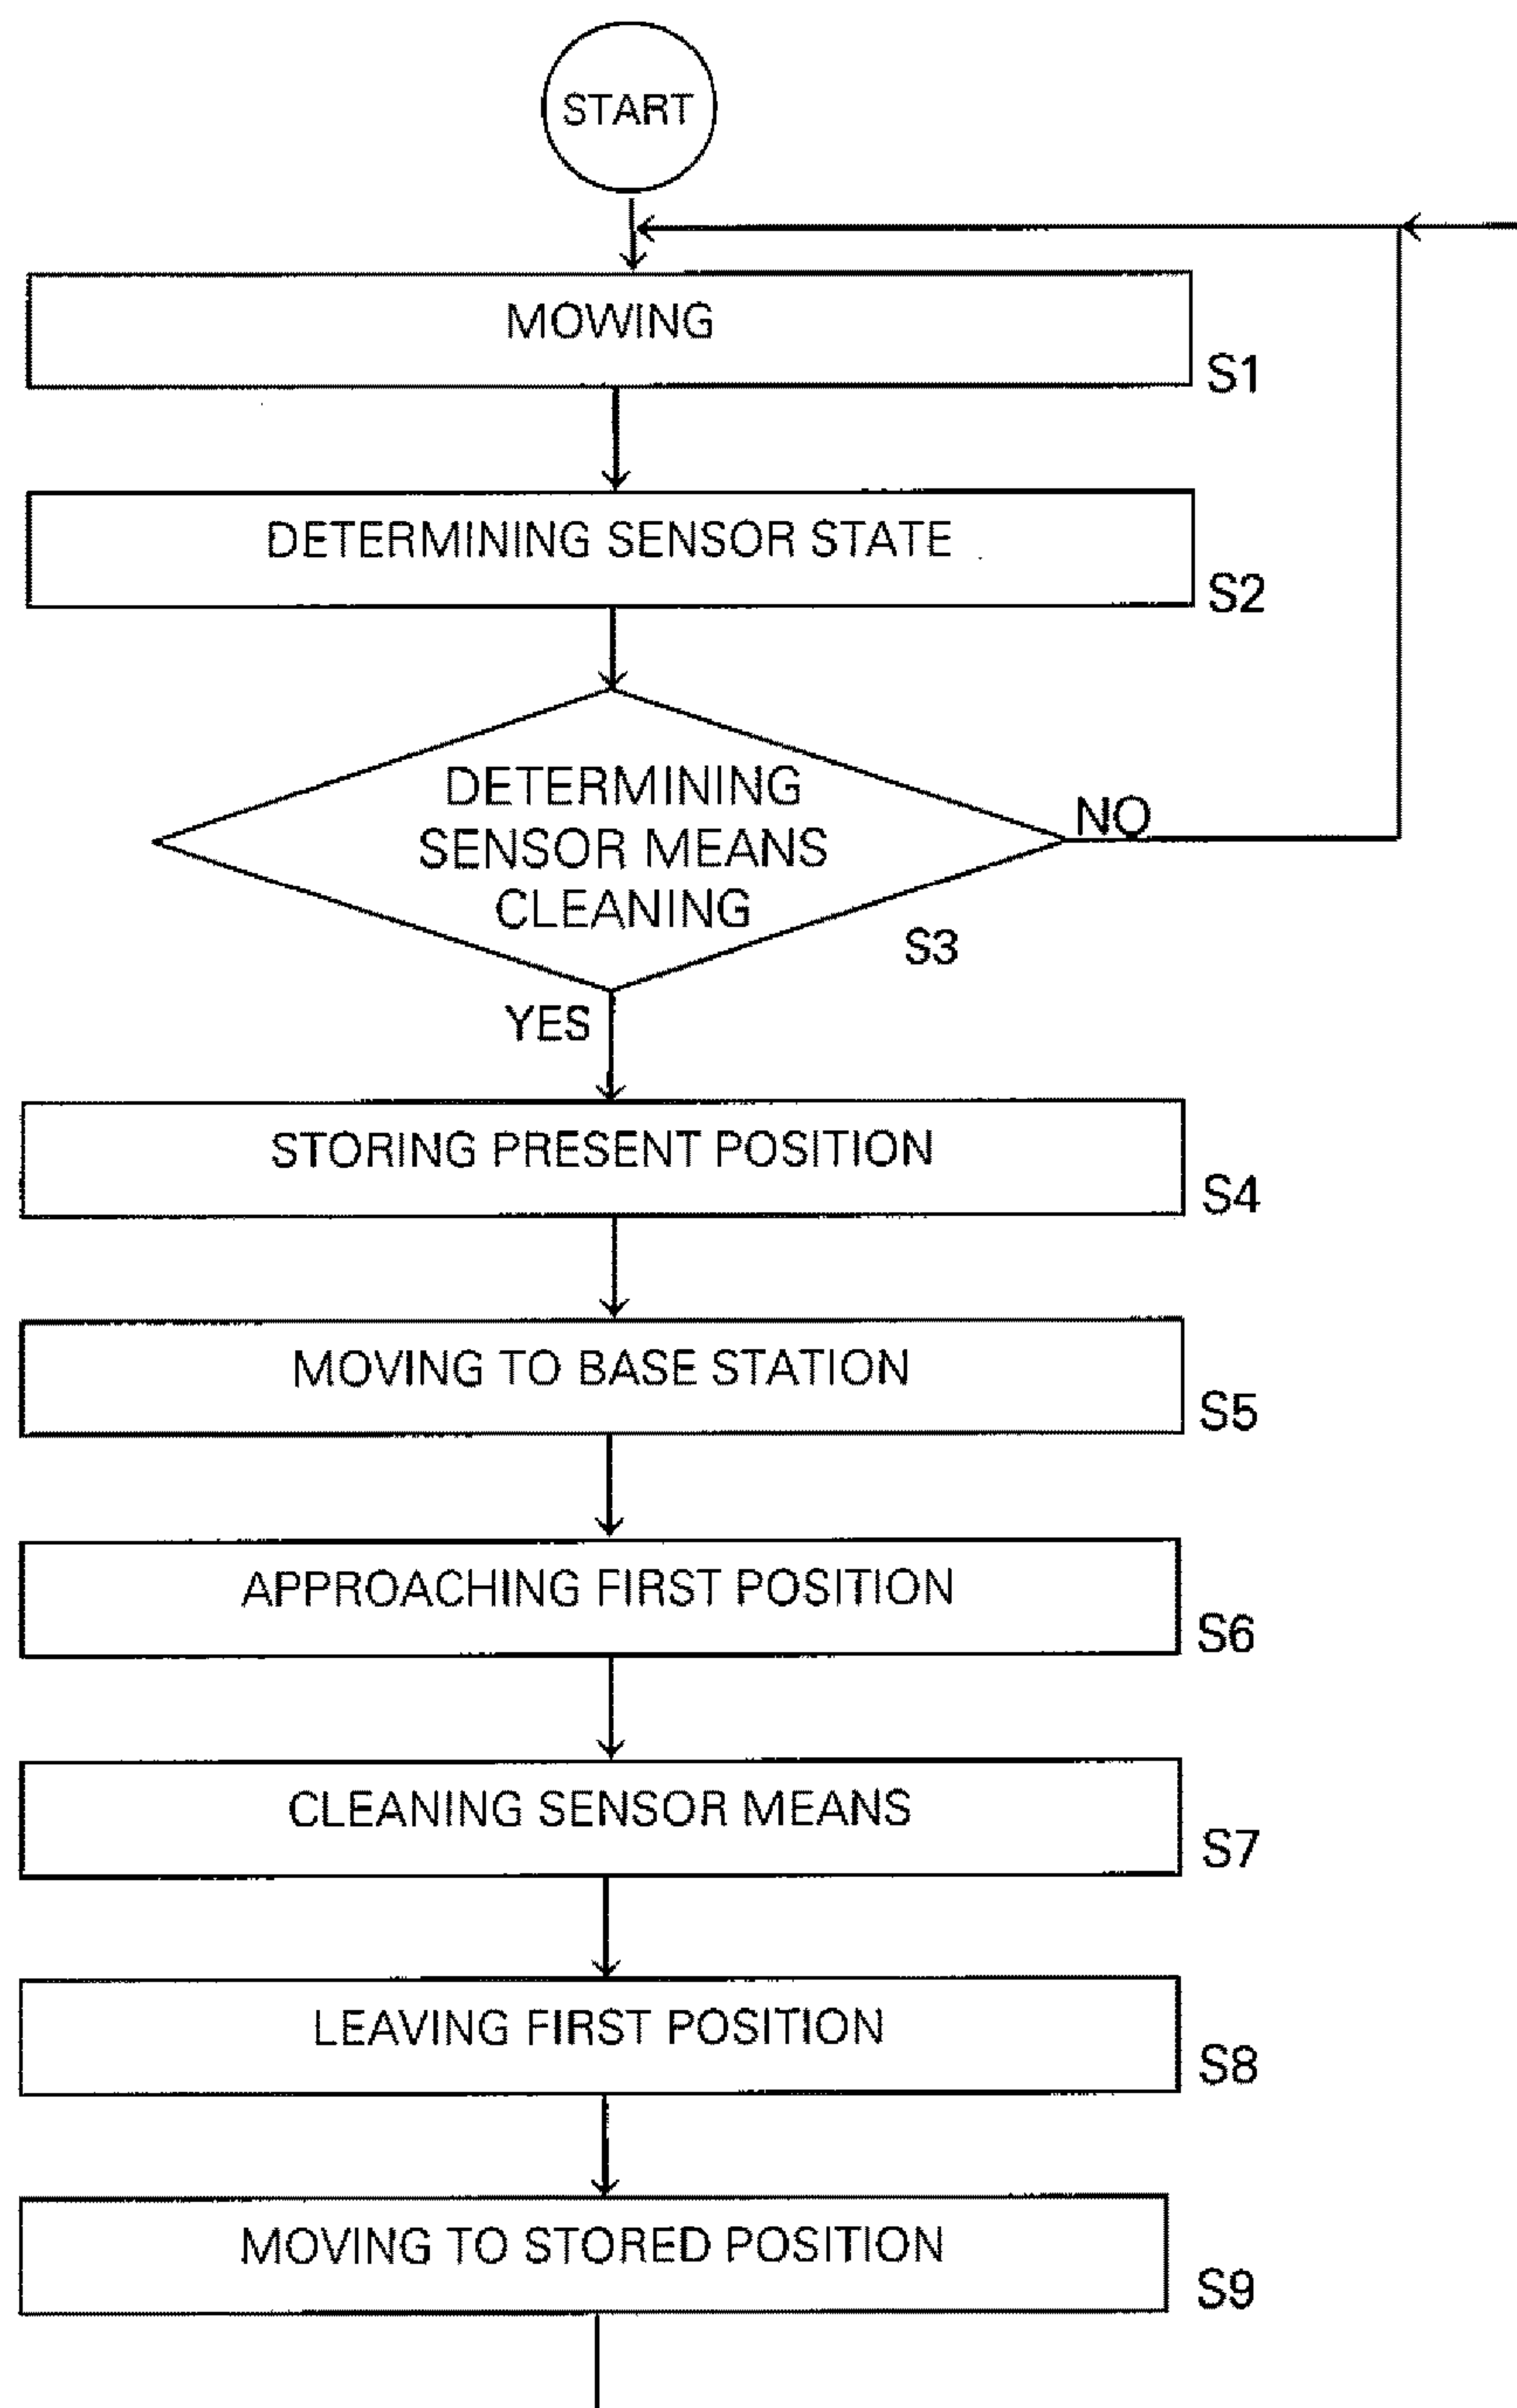 START
MOWING
S1
DETERMINING SENSOR STATE
S2
DETERMINING
SENSOR MEANS
CLEANING
NO
S3
YES
STORING PRESENT POSITION
S4
MOVING TO BASE STATION
S5
APPROACHING FIRST POSITION
S6
CLEANING SENSOR MEANS
S7
LEAVING FIRST POSITION
S8
MOVING TO STORED POSITION
S9